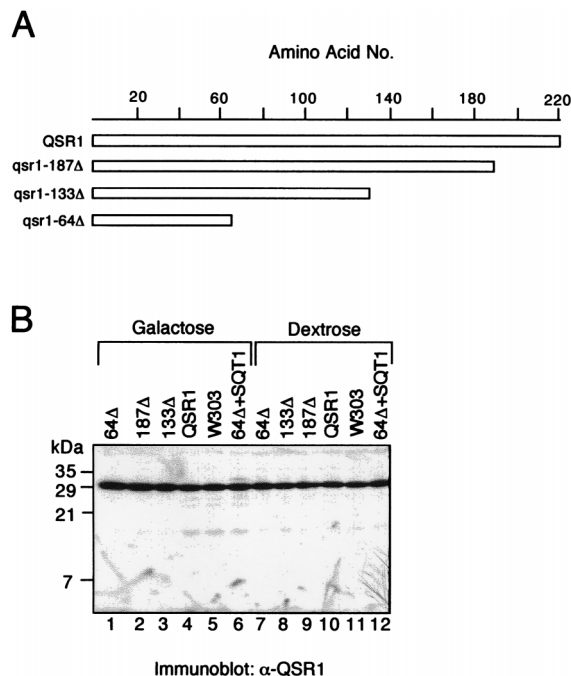 A
Amino Acid No.
20 60 80 100 140 180 220
QSR1
qsr1-187Δ
qsr1-133Δ
qsr1-64Δ
B
Galactose Dextrose
64Δ 187Δ 133Δ QSR1 W303 64Δ+SQT1 64Δ 133Δ 187Δ QSR1 W303 64Δ+SQT1
kDa
35
29
21
7
1 2 3 4 5 6 7 8 9 10 11 12
Immunoblot: α-QSR1